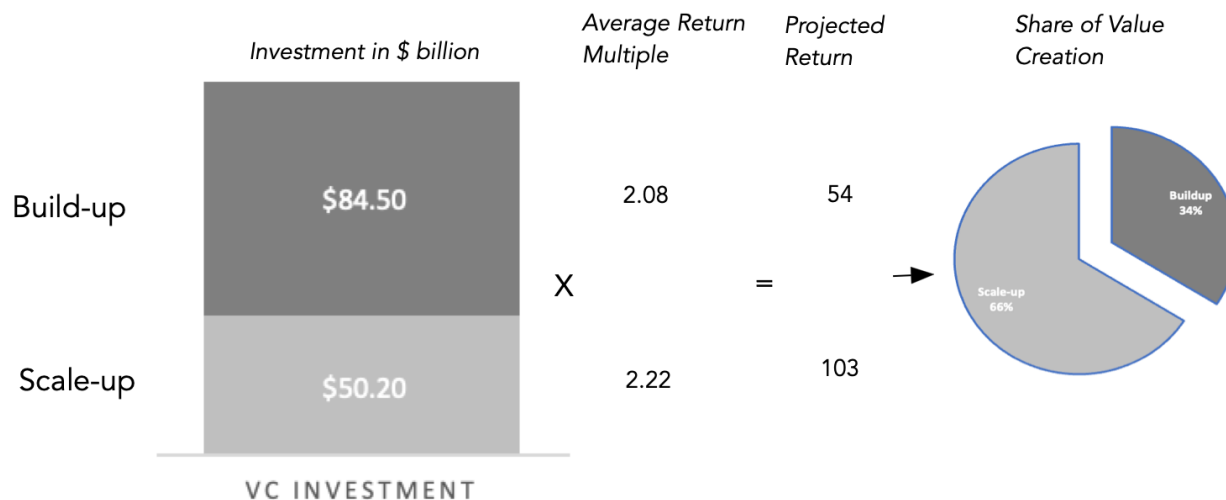 Investment in $ billion
Average Return
Multiple
Projected
Return
Share of Value
Creation
Build-up
$84.50
2.08
54
Buildup
34%
X
=
Scale-up
66%
Scale-up
$50.20
2.22
103
VC INVESTMENT